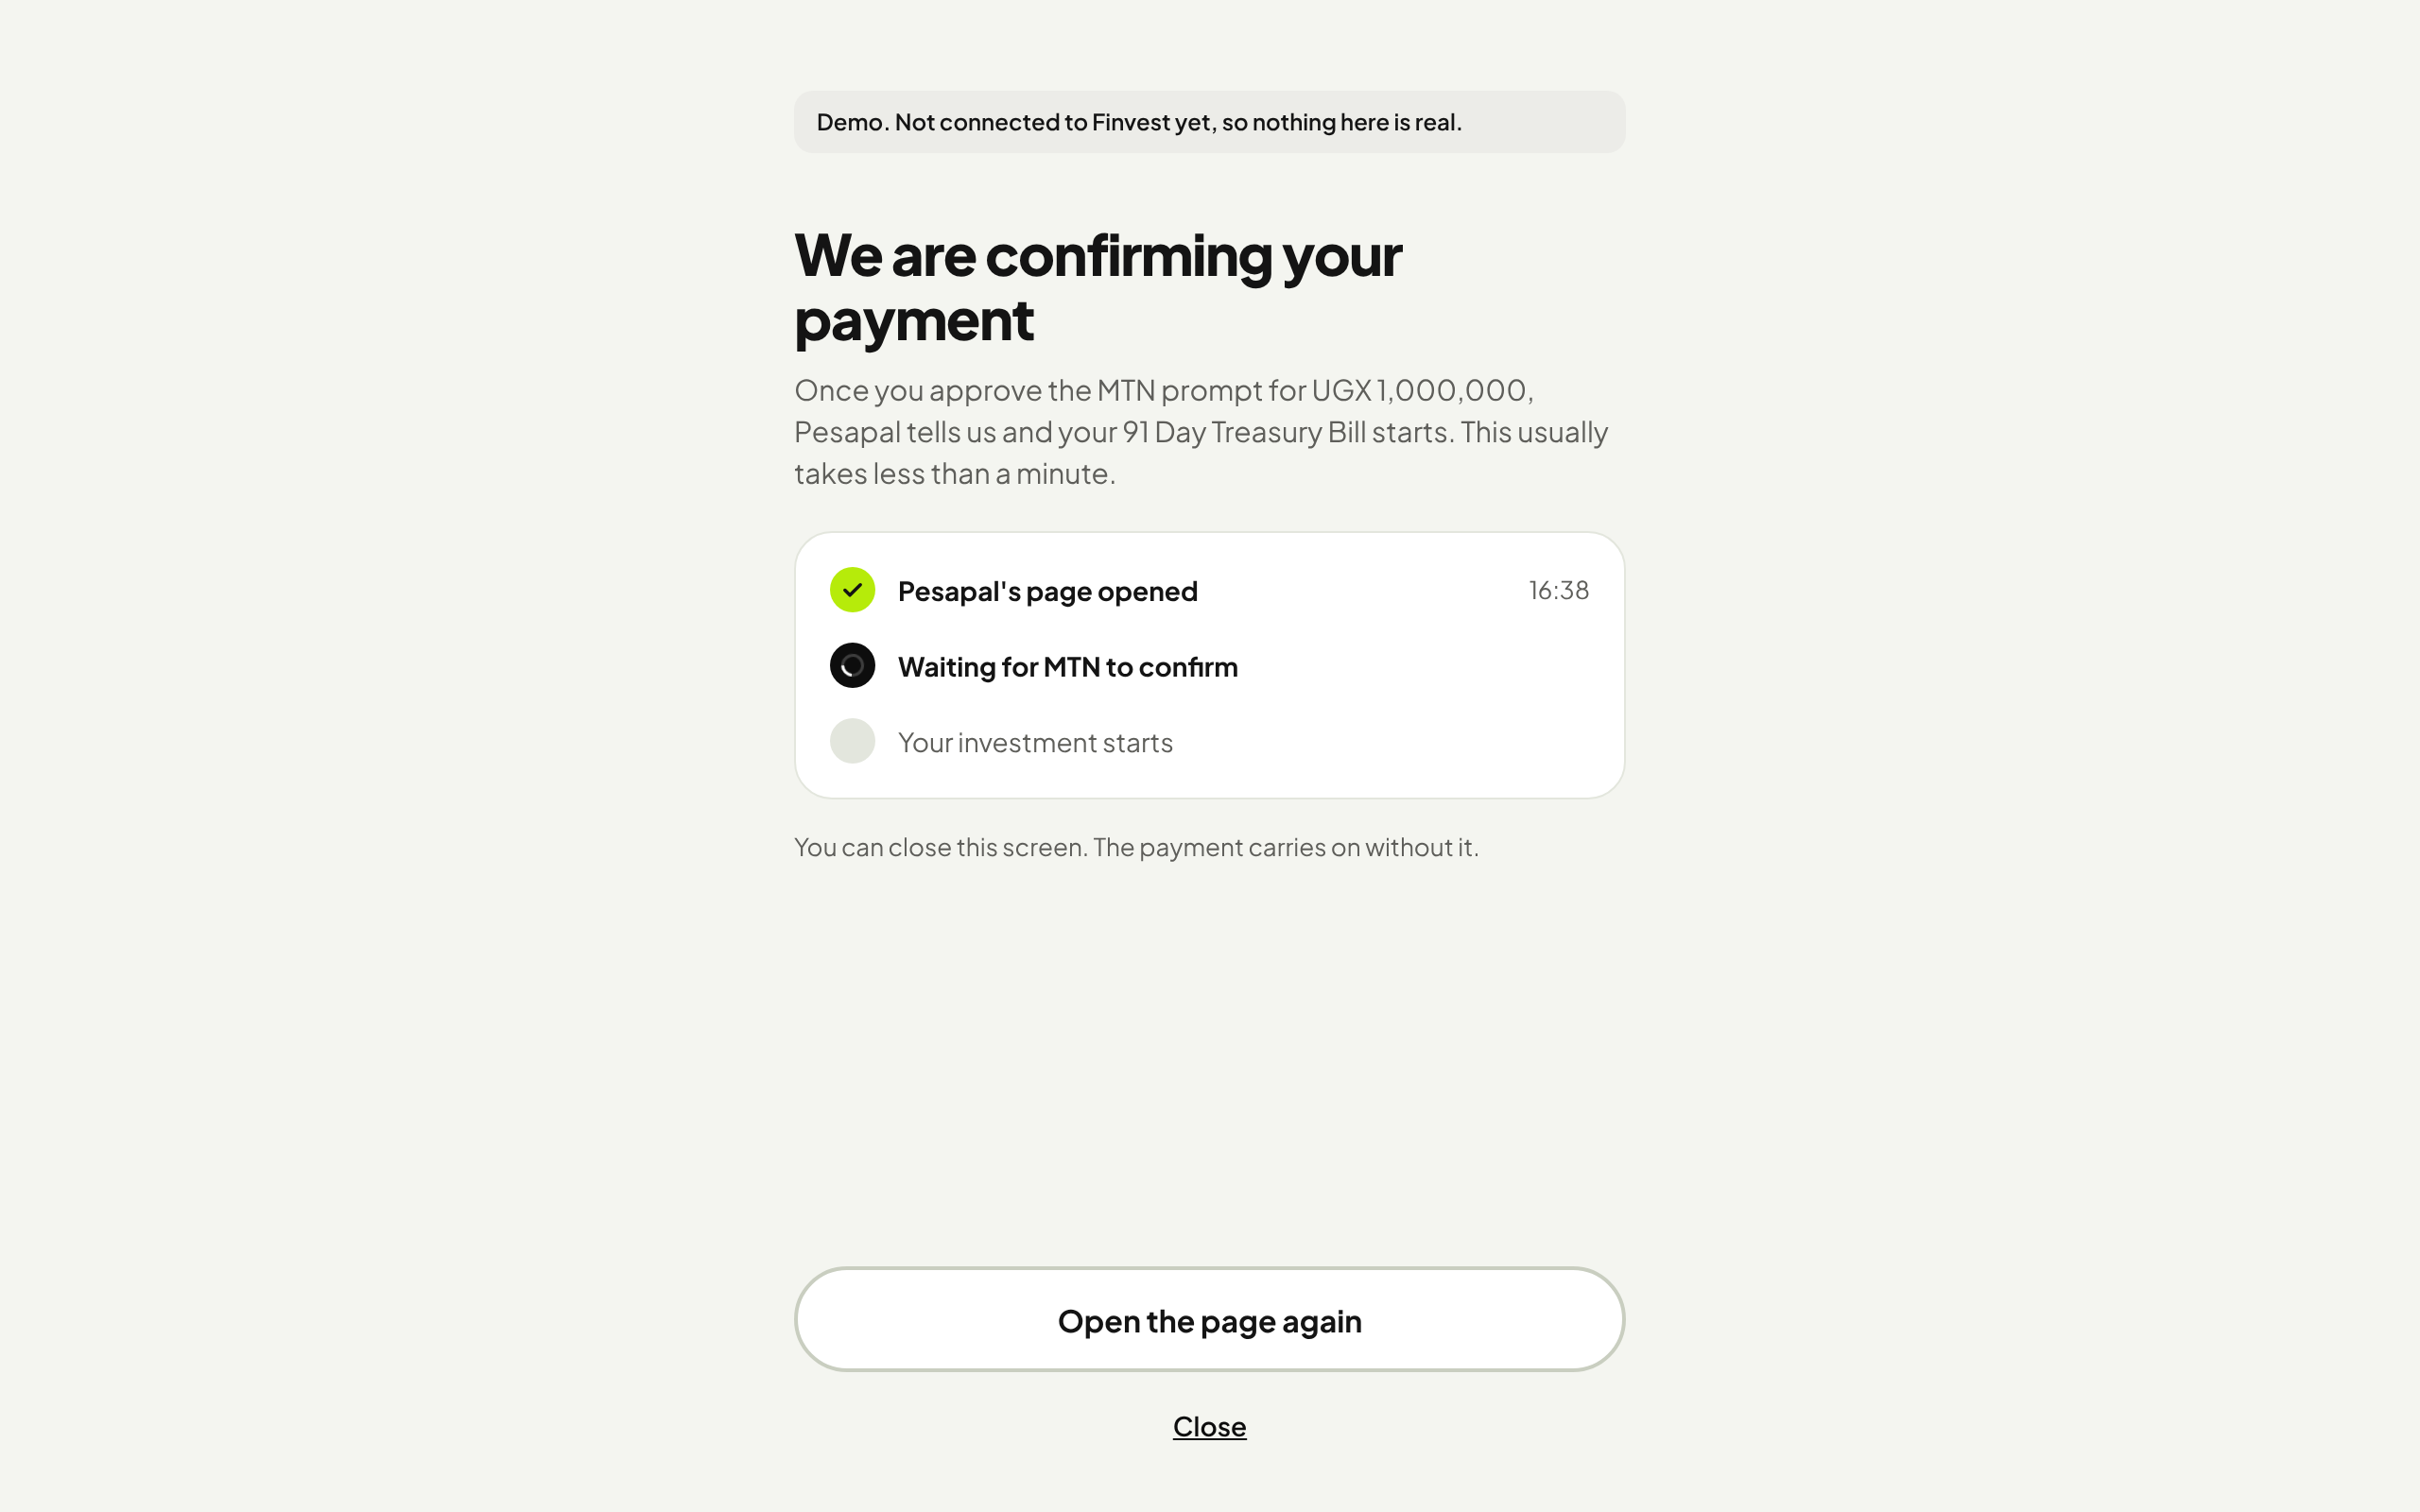 Demo. Not connected to Finvest yet, so nothing here is real.
We are confirming your
payment
Once you approve the MTN prompt for UGX 1,000,000,
Pesapal tells us and your 91 Day Treasury Bill starts. This usually
takes less than a minute.
Pesapal's page opened 16:38
Waiting for MTN to confirm
Your investment starts
You can close this screen. The payment carries on without it.
Open the page again
Close